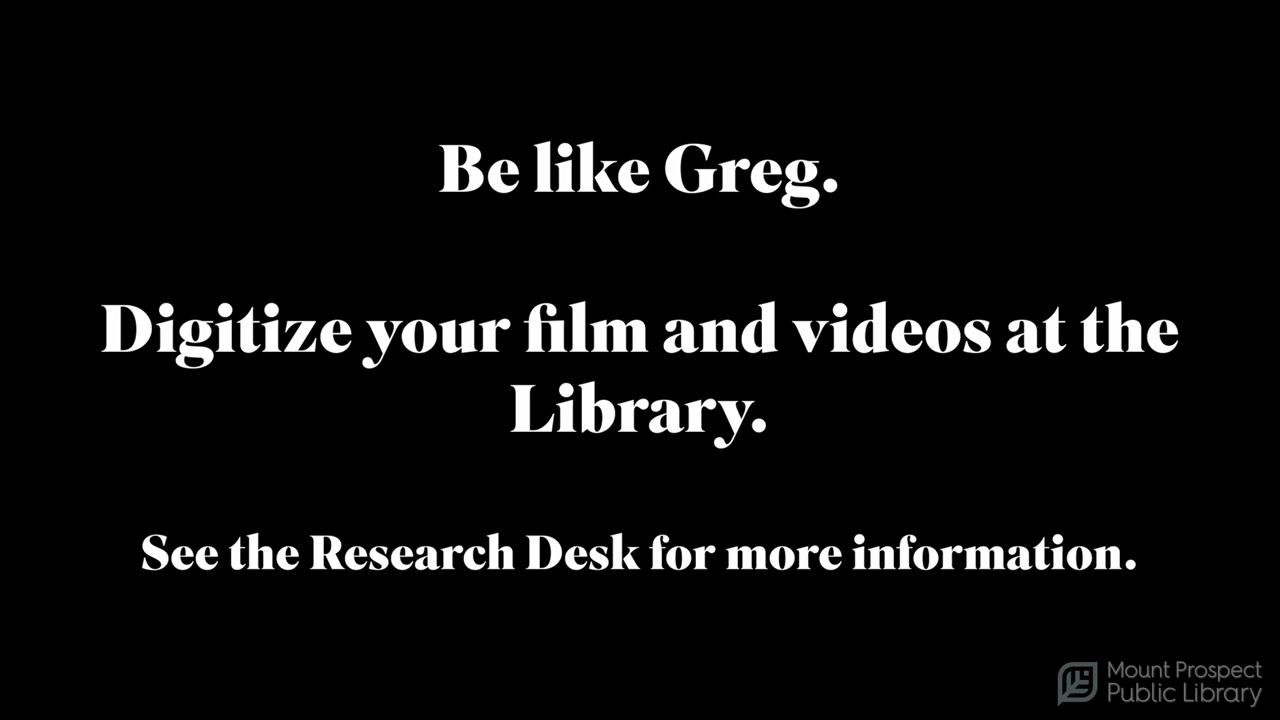 Be like Greg.
Digitize your film and videos at the
Library.
See the Research Desk for more information.
Mount Prospect
Public Library